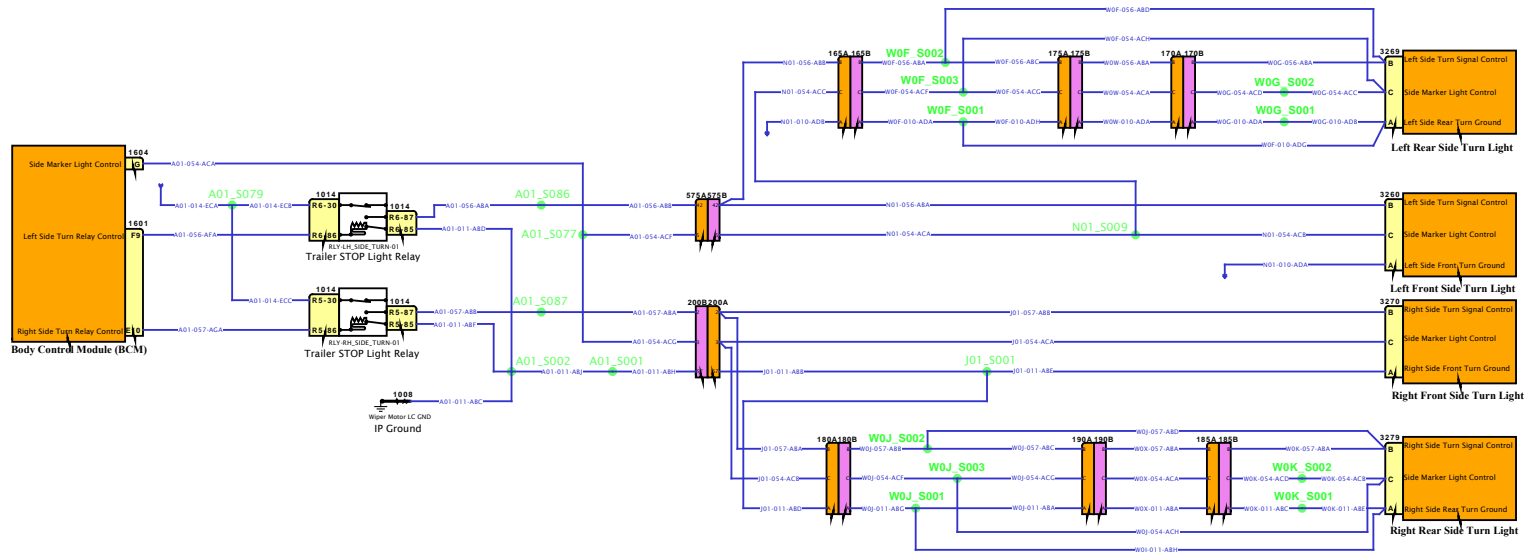 W0F-056-ABD
W0F-054-ACH
165A 165B
W0F_S002
175A 175B
170A 170B
3269
N01-056-ABB
B
B
W0F-056-ABA
W0F-056-ABC
B
B
W0W-056-ABA
B
B
W0G-056-ABA
B
Left Side Turn Signal Control
W0F_S003
W0G_S002
N01-054-ACC
C
C
W0F-054-ACF
W0F-054-ACG
C
C
W0W-054-ACA
C
C
W0G-054-ACD
W0G-054-ACC
C
Side Marker Light Control
W0F_S001
W0G_S001
N01-010-ADB
A
A
W0F-010-ADA
W0F-010-ADH
A
A
W0W-010-ADA
A
A
W0G-010-ADA
W0G-010-ADB
A
Left Side Rear Turn Ground
W0F-010-ADG
Left Rear Side Turn Light
1604
Side Marker Light Control
G
A01-054-ACA
A01_S079
1014
1014
A01_S086
575A 575B
3260
A01-014-ECA
A01-014-ECB
R6-30
R6-87
A01-056-ABA
A01-056-ABB
42
42
N01-056-ABA
B
Left Side Turn Signal Control
1601
R6-85
A01-011-ABD
Left Side Turn Relay Control
F9
A01-056-AFA
R6-86
A01_S077
A01-054-ACF
N01-054-ACA
N01_S009
N01-054-ACB
C
Side Marker Light Control
RLY-LH_SIDE_TURN-01
Trailer STOP Light Relay
N01-010-ADA
A
Left Side Front Turn Ground
Left Front Side Turn Light
1014
1014
A01_S087
200B 200A
3270
A01-014-ECC
R5-30
R5-87
A01-057-ABB
A01-057-ABA
2
2
J01-057-ABB
B
Right Side Turn Signal Control
R5-85
A01-011-ABF
Right Side Turn Relay Control
E10
A01-057-AGA
R5-86
A01-054-ACG
3
3
J01-054-ACA
C
Side Marker Light Control
RLY-RH_SIDE_TURN-01
Trailer STOP Light Relay
Body Control Module (BCM)
A01_S002
A01_S001
J01_S001
A01-011-ABJ
A01-011-ABH
J01-011-ABB
J01-011-ABE
A
Right Side Front Turn Ground
Right Front Side Turn Light
1008
A01-011-ABC
Wiper Motor LC GND
IP Ground
W0J-057-ABD
180A 180B
W0J_S002
190A 190B
185A 185B
3279
J01-057-ABA
B
B
W0J-057-ABB
W0J-057-ABC
B
B
W0X-057-ABA
B
B
W0K-057-ABA
B
Right Side Turn Signal Control
W0J_S003
W0K_S002
J01-054-ACB
C
C
W0J-054-ACF
W0J-054-ACG
C
C
W0X-054-ACA
C
C
W0K-054-ACD
W0K-054-ACB
C
Side Marker Light Control
W0J_S001
W0K_S001
J01-011-ABD
A
A
W0J-011-ABG
W0J-011-ABA
A
A
W0X-011-ABA
A
A
W0K-011-ABC
W0K-011-ABE
A
Right Side Rear Turn Ground
W0J-054-ACH
Right Rear Side Turn Light
W0J-011-ABH